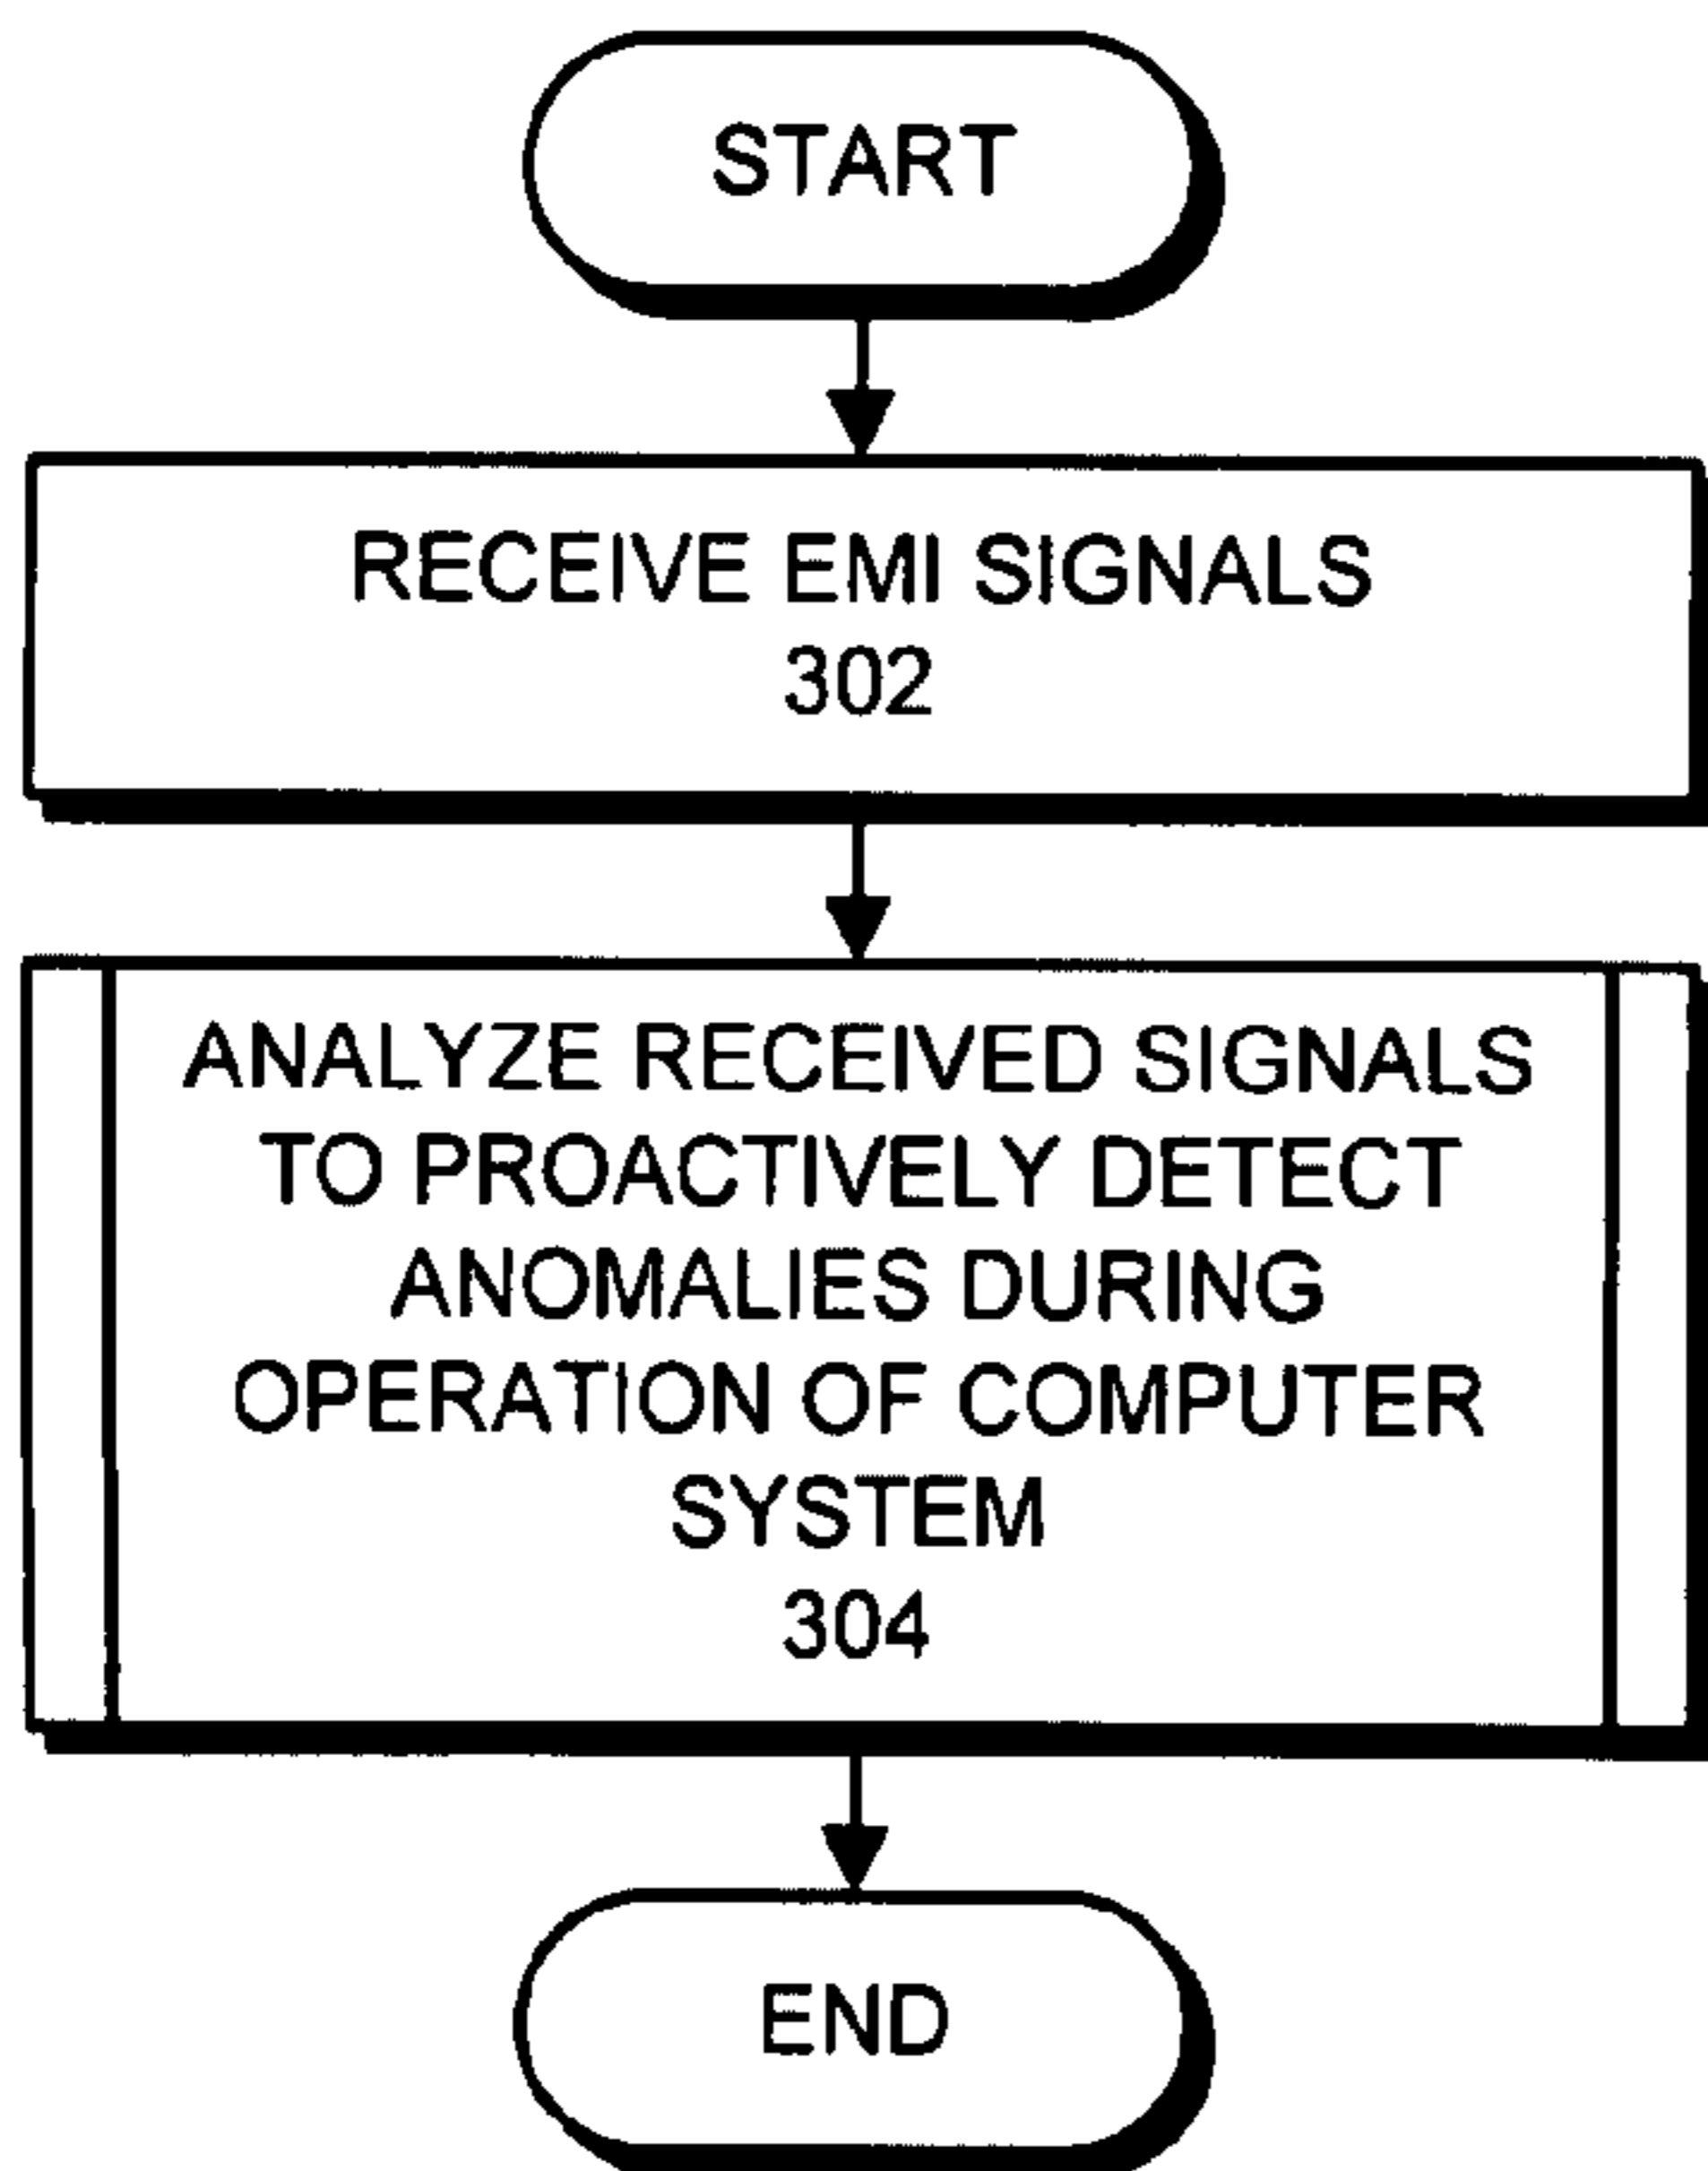 START
RECEIVE EMI SIGNALS
302
ANALYZE RECEIVED SIGNALS
TO PROACTIVELY DETECT
ANOMALIES DURING
OPERATION OF COMPUTER
SYSTEM
304
END